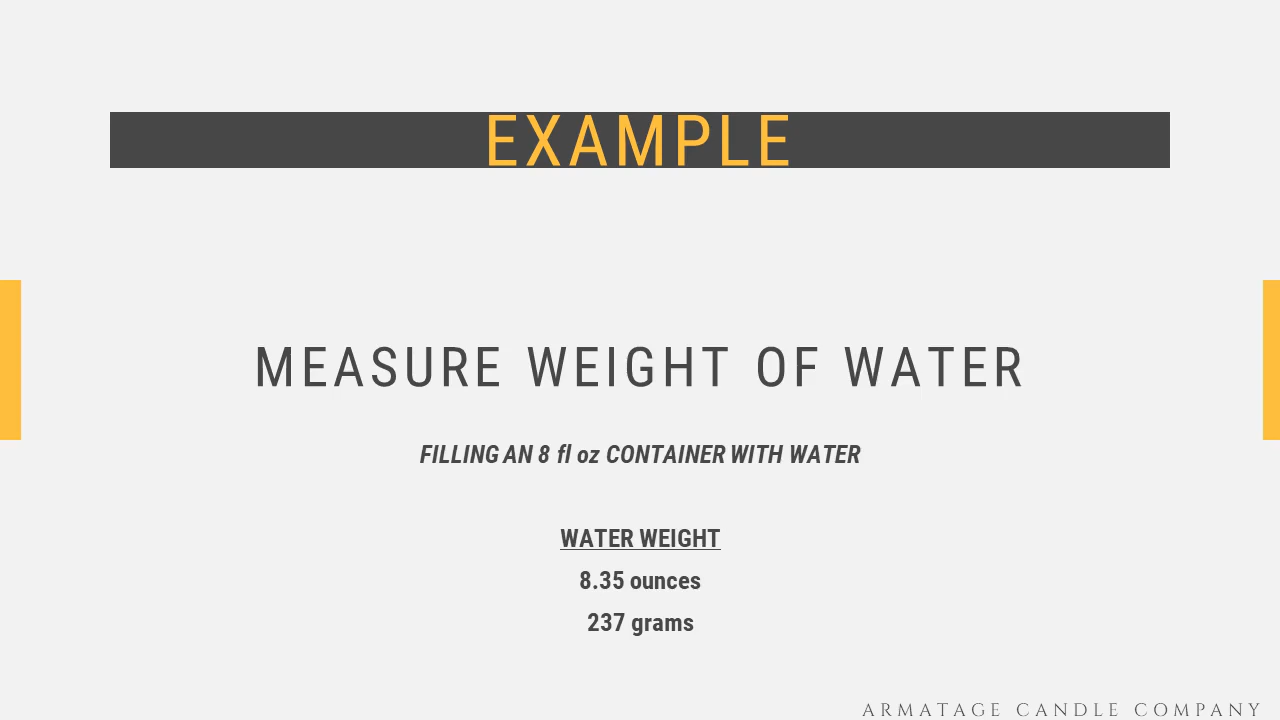 EXAMPLE
MEASURE WEIGHT OF WATER
FILLING AN 8 fl oz CONTAINER WITH WATER
WATER WEIGHT
8.35 ounces
237 grams
ARMATAGE CANDLE COMPANY